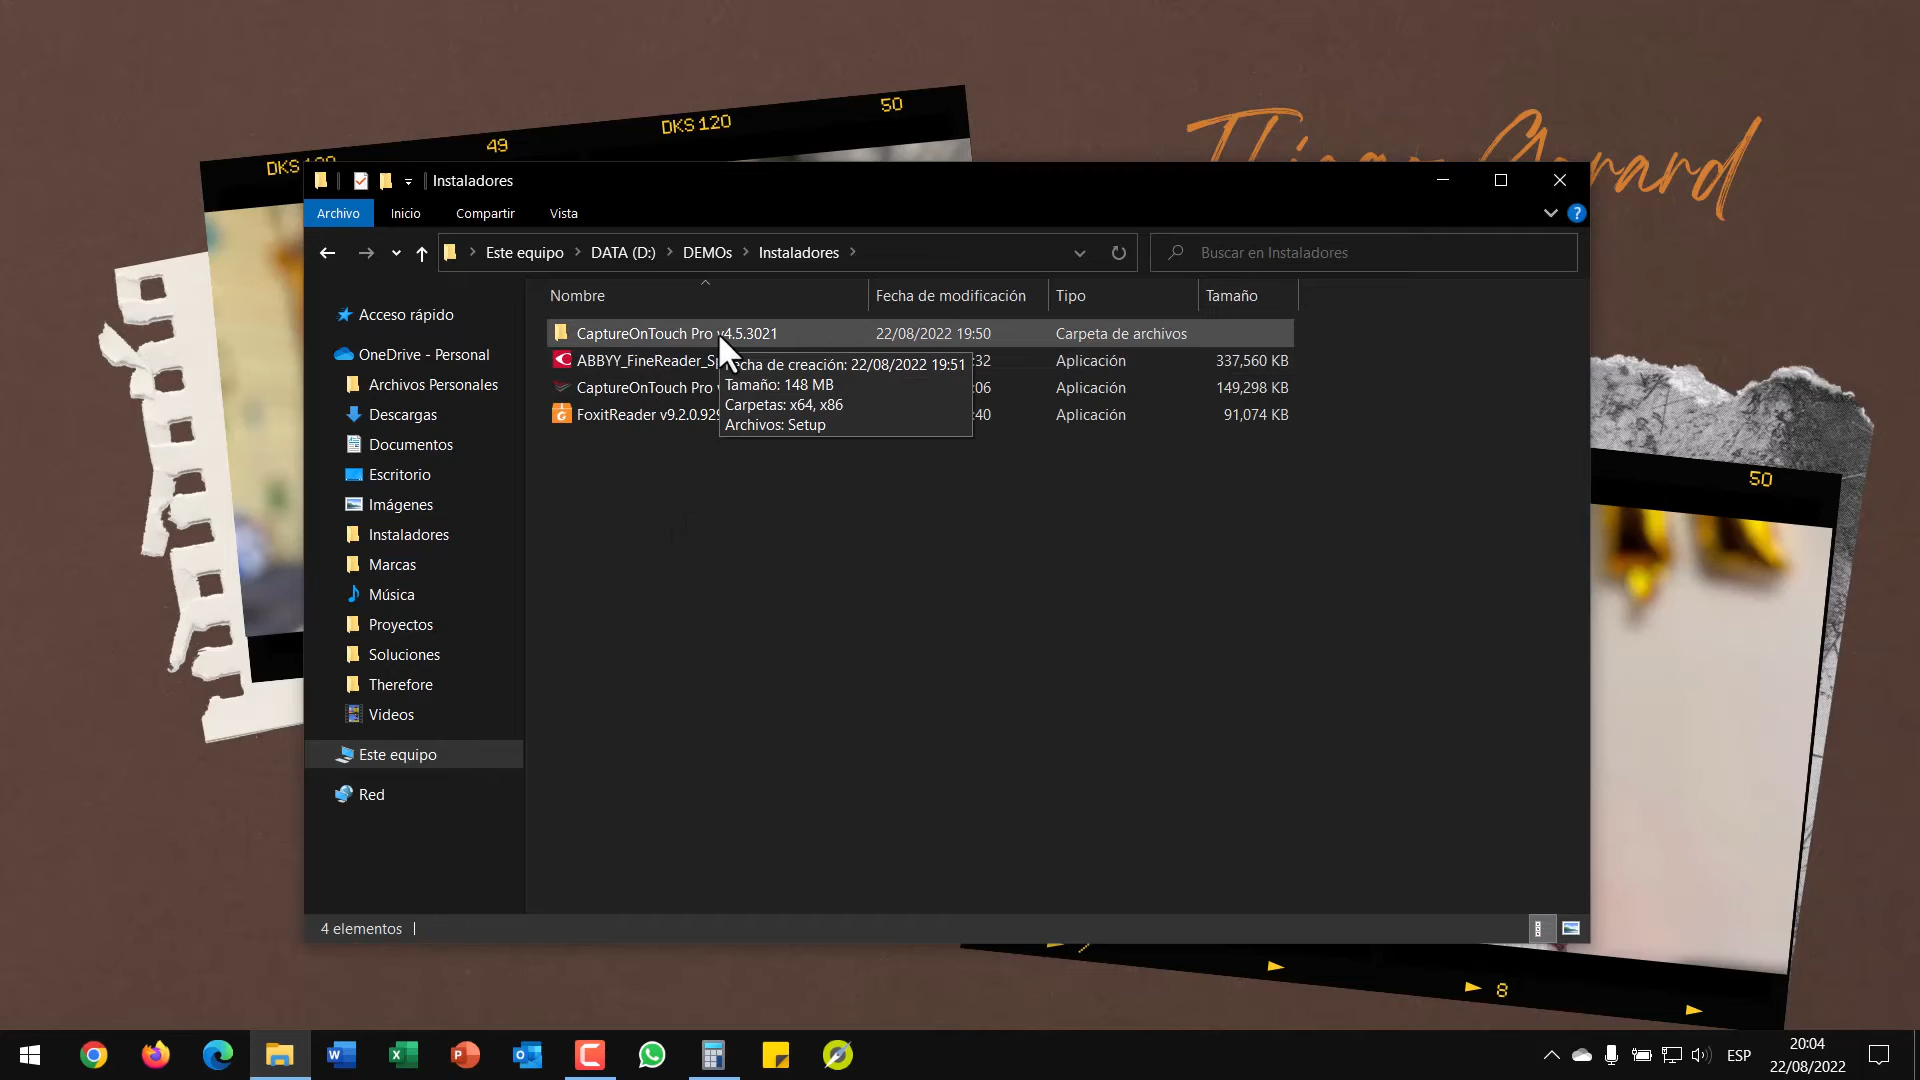 DKS 120
49
DKS 120
50
Instaladores
Archivo
Inicio
Compartir
Vista
?
Este equipo
DATA (D:)
DEMOs
Instaladores
Buscar en Instaladores
Nombre
Fecha de modificación
Tipo
Tamaño
CaptureOnTouch Pro v4.5.3021
22/08/2022 19:50
Carpeta de archivos
ABBYY_FineReader_
:32
Aplicación
337,560 KB
CaptureOnTouch Pro
:06
Aplicación
149,298 KB
FoxitReader v9.2.0.929
:40
Aplicación
91,074 KB
echa de creación: 22/08/2022 19:51
Tamaño: 148 MB
Carpetas: x64, x86
Archivos: Setup
Acceso rápido
OneDrive - Personal
Archivos Personales
Descargas
Documentos
Escritorio
Imágenes
Instaladores
Marcas
Música
Proyectos
Soluciones
Therefore
Videos
Este equipo
Red
4 elementos
50
8
ESP
20:04
22/08/2022